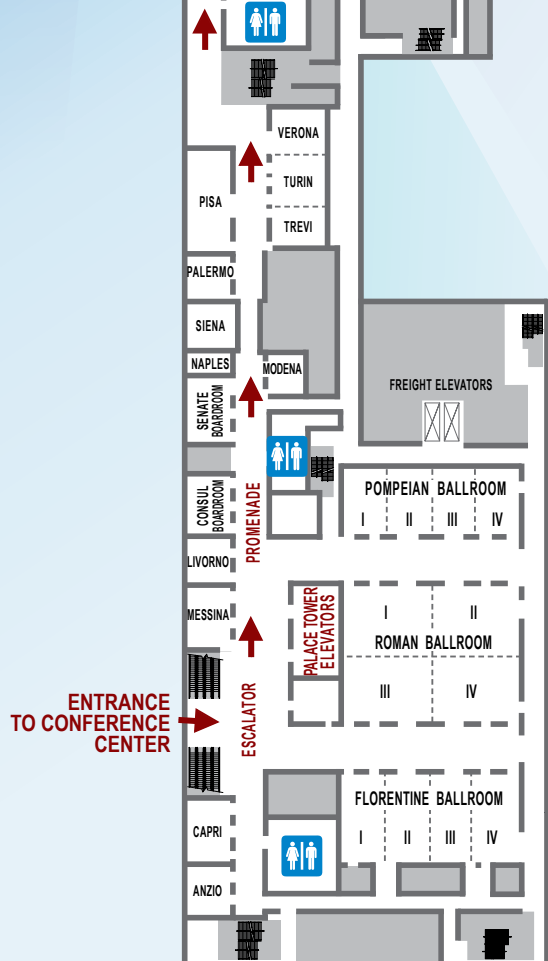 VERONA
TURIN
TREVI
PISA
PALERMO
SIENA
NAPLES
MODENA
SENATE
BOARDROOM
FREIGHT ELEVATORS
CONSUL
BOARDROOM
PROMENADE
POMPEIAN BALLROOM
I II III IV
LIVORNO
MESSINA
PALACE TOWER
ELEVATORS
I II
ROMAN BALLROOM
III IV
ENTRANCE
TO CONFERENCE
CENTER
ESCALATOR
FLORENTINE BALLROOM
I II III IV
CAPRI
ANZIO